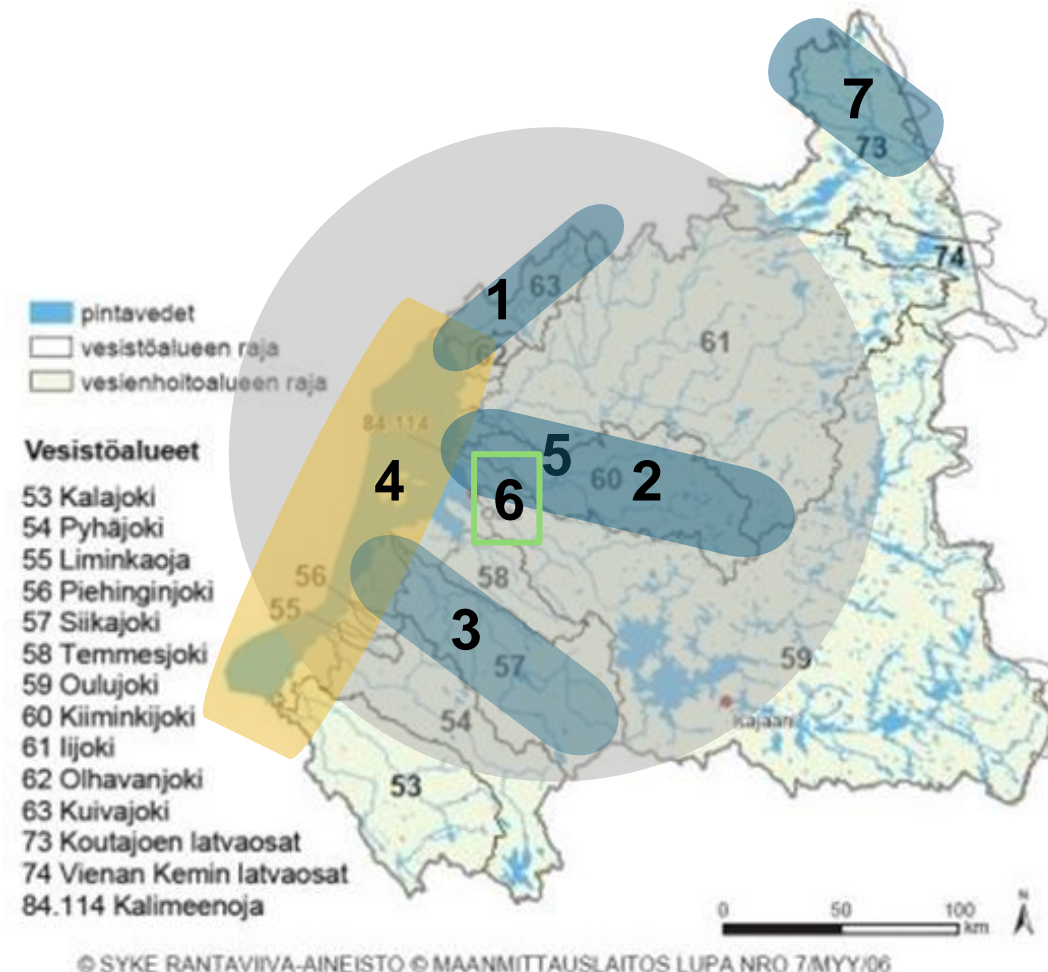 7
73
74
63
1
62
61
pintavedet
vesistöalueen raja
vesienhoitoalueen raja
84.114
5
4
60
2
6
Vesistöalueet
53 Kalajoki
54 Pyhäjoki
55 Liminkaoja
56 Piehinginjoki
57 Siikajoki
58 Temmesjoki
59 Oulujoki
60 Kiiminkijoki
61 Iijoki
62 Olhavanjoki
63 Kuivajoki
73 Koutajoen latvaosat
74 Vienan Kemin latvaosat
84.114 Kalimeenoja
56
58
55
3
57
59
54
Kajaani
53
0 50 100
km
N
© SYKE RANTAVIIVA-AINEISTO © MAANMITTAUSLAITOS LUPA NRO 7/MYY/06